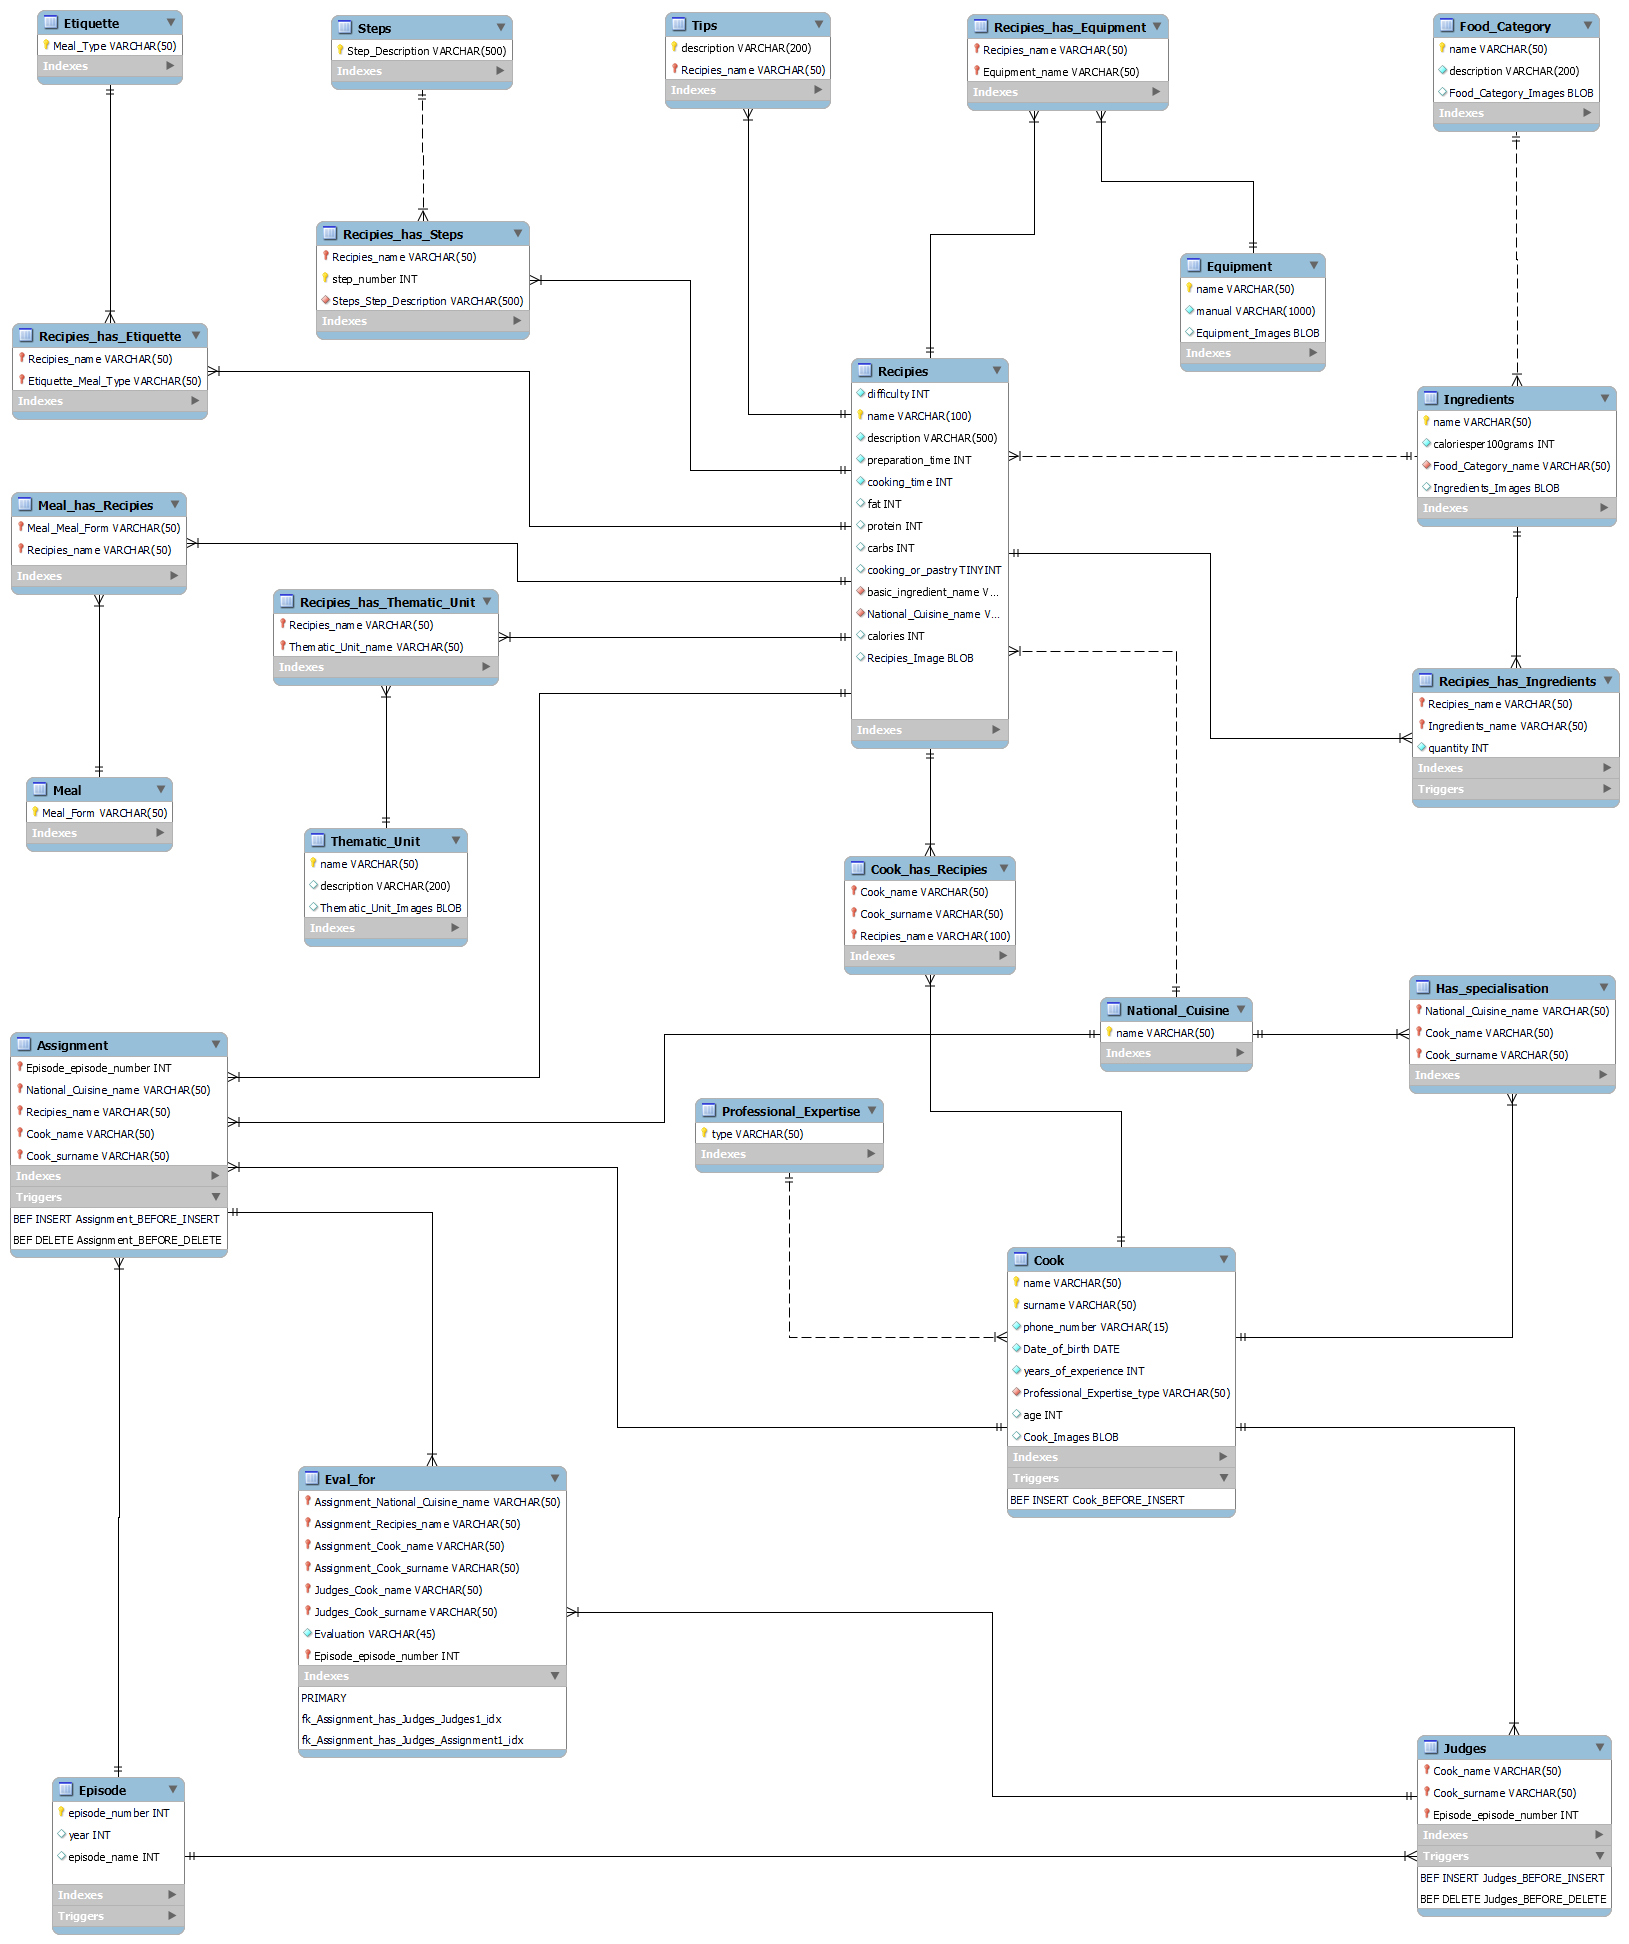 Etiquette
Meal_Type VARCHAR(50)
Indexes
Steps
Step_Description VARCHAR(500)
Indexes
Tips
description VARCHAR(200)
Recipies_name VARCHAR(50)
Indexes
Recipies_has_Equipment
Recipies_name VARCHAR(50)
Equipment_name VARCHAR(50)
Indexes
Food_Category
name VARCHAR(50)
description VARCHAR(200)
Food_Category_Images BLOB
Indexes
Recipies_has_Steps
Recipies_name VARCHAR(50)
step_number INT
Steps_Step_Description VARCHAR(500)
Indexes
Equipment
name VARCHAR(50)
manual VARCHAR(1000)
Equipment_Images BLOB
Indexes
Recipies_has_Etiquette
Recipies_name VARCHAR(50)
Etiquette_Meal_Type VARCHAR(50)
Indexes
Recipies
difficulty INT
name VARCHAR(100)
description VARCHAR(500)
preparation_time INT
cooking_time INT
fat INT
protein INT
carbs INT
cooking_or_pastry TINYINT
basic_ingredient_name V...
National_Cuisine_name V...
calories INT
Recipies_Image BLOB
Indexes
Ingredients
name VARCHAR(50)
caloriesper100grams INT
Food_Category_name VARCHAR(50)
Ingredients_Images BLOB
Indexes
Meal_has_Recipies
Meal_Meal_Form VARCHAR(50)
Recipies_name VARCHAR(50)
Indexes
Recipies_has_Thematic_Unit
Recipies_name VARCHAR(50)
Thematic_Unit_name VARCHAR(50)
Indexes
Recipies_has_Ingredients
Recipies_name VARCHAR(50)
Ingredients_name VARCHAR(50)
quantity INT
Indexes
Triggers
Meal
Meal_Form VARCHAR(50)
Indexes
Thematic_Unit
name VARCHAR(50)
description VARCHAR(200)
Thematic_Unit_Images BLOB
Indexes
Cook_has_Recipies
Cook_name VARCHAR(50)
Cook_surname VARCHAR(50)
Recipies_name VARCHAR(100)
Indexes
National_Cuisine
name VARCHAR(50)
Indexes
Has_specialisation
National_Cuisine_name VARCHAR(50)
Cook_name VARCHAR(50)
Cook_surname VARCHAR(50)
Indexes
Assignment
Episode_episode_number INT
National_Cuisine_name VARCHAR(50)
Recipies_name VARCHAR(50)
Cook_name VARCHAR(50)
Cook_surname VARCHAR(50)
Indexes
Triggers
BEF INSERT Assignment_BEFORE_INSERT
BEF DELETE Assignment_BEFORE_DELETE
Professional_Expertise
type VARCHAR(50)
Indexes
Cook
name VARCHAR(50)
surname VARCHAR(50)
phone_number VARCHAR(15)
Date_of_birth DATE
years_of_experience INT
Professional_Expertise_type VARCHAR(50)
age INT
Cook_Images BLOB
Indexes
Triggers
BEF INSERT Cook_BEFORE_INSERT
Eval_for
Assignment_National_Cuisine_name VARCHAR(50)
Assignment_Recipies_name VARCHAR(50)
Assignment_Cook_name VARCHAR(50)
Assignment_Cook_surname VARCHAR(50)
Judges_Cook_name VARCHAR(50)
Judges_Cook_surname VARCHAR(50)
Evaluation VARCHAR(45)
Episode_episode_number INT
Indexes
PRIMARY
fk_Assignment_has_Judges_Judges1_idx
fk_Assignment_has_Judges_Assignment1_idx
Judges
Cook_name VARCHAR(50)
Cook_surname VARCHAR(50)
Episode_episode_number INT
Indexes
Triggers
BEF INSERT Judges_BEFORE_INSERT
BEF DELETE Judges_BEFORE_DELETE
Episode
episode_number INT
year INT
episode_name INT
Indexes
Triggers